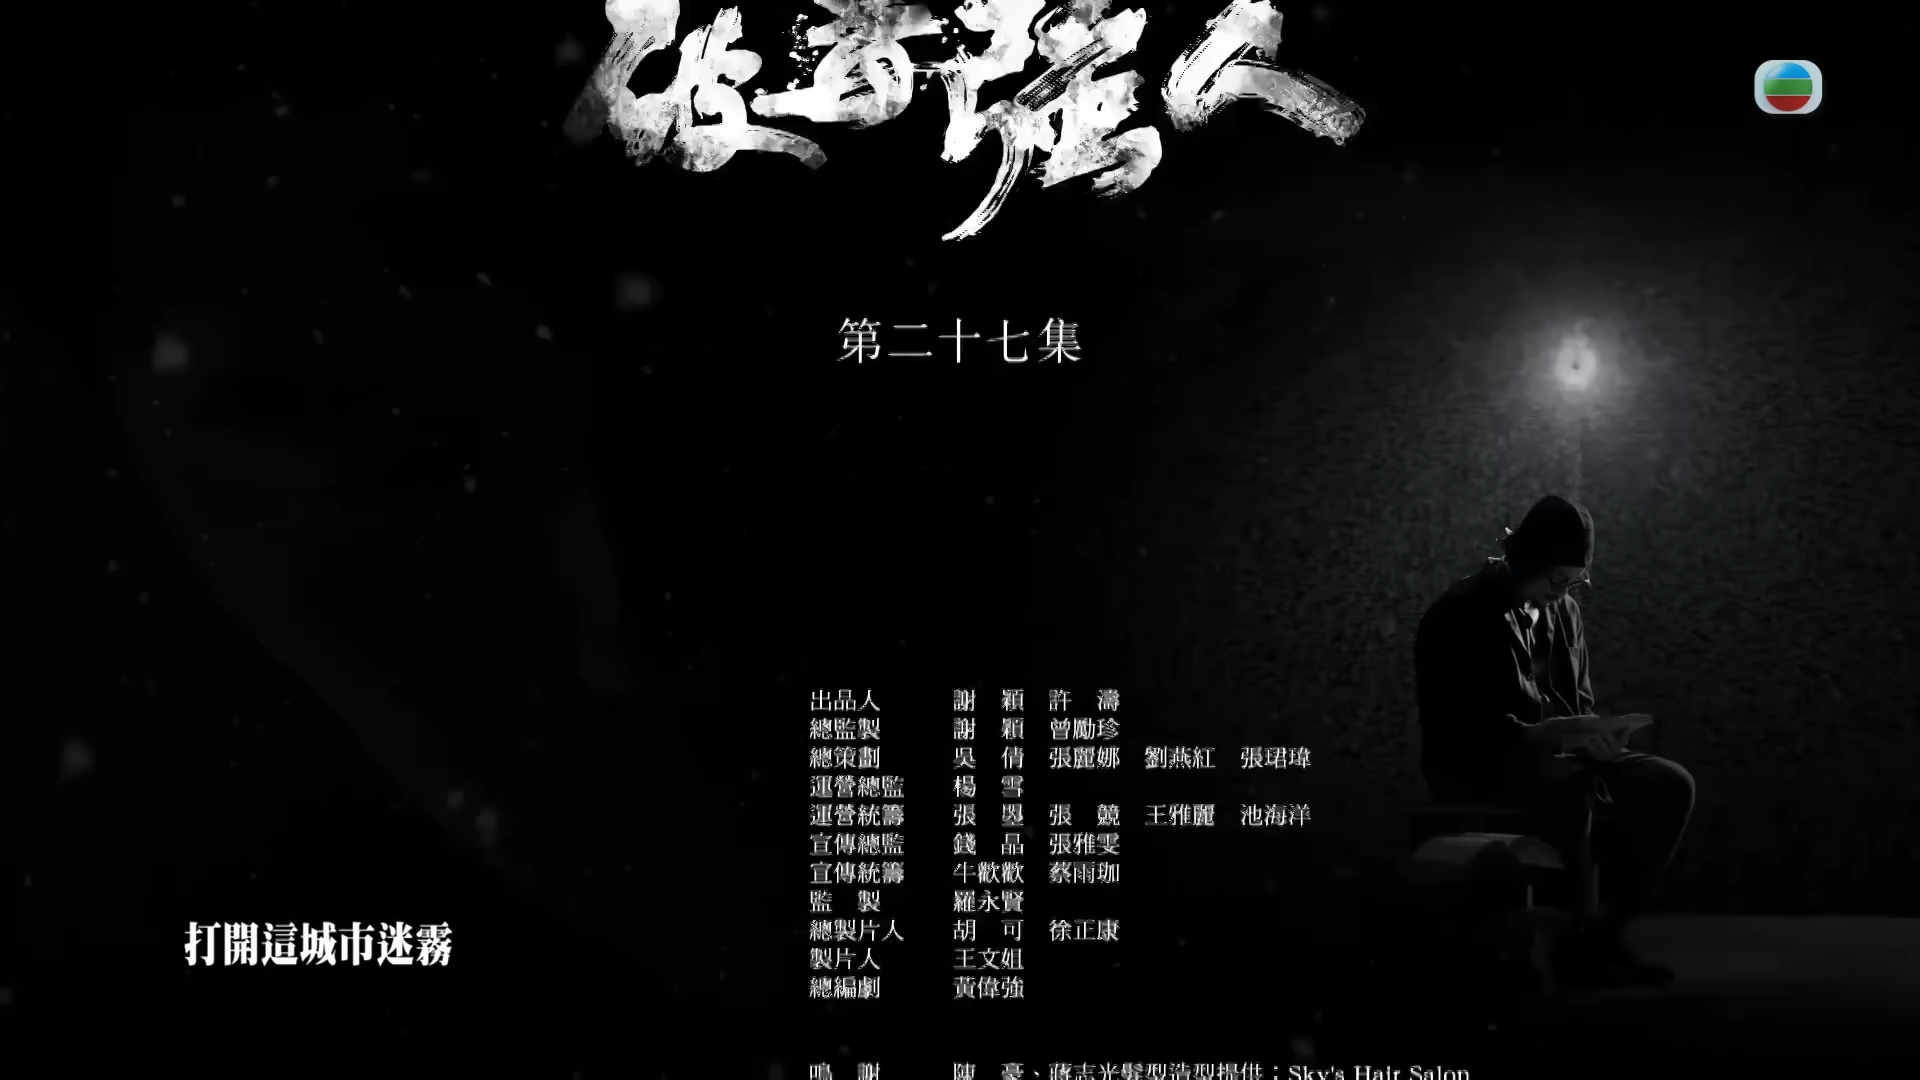 破毒强人
第二十七集
出品人 謝 穎 許 濤
總監製 謝 穎 曾勵珍
總策劃 吳 倩 張麗娜 劉燕紅 張珺瑋
運營總監 楊 雪
運營統籌 張 曌 張 競 王雅麗 池海洋
宣傳總監 錢 晶 張雅雯
宣傳統籌 牛歡歡 蔡雨珈
監 製 羅永賢
總製片人 胡 可 徐正康
製片人 王文姐
總編劇 黃偉強
打開這城市迷霧
鳴 謝 陳 豪、蔣志光髮型造型提供：Sky's Hair Salon